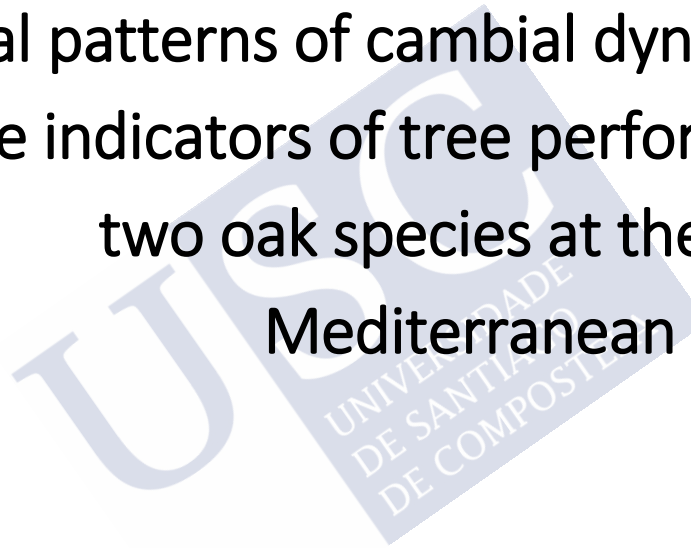 al patterns of cambial dyn
e indicators of tree perfor
two oak species at the
Mediterranean
USC
UNIVERSIDADE
DE SANTIAGO
DE COMPOSTELA